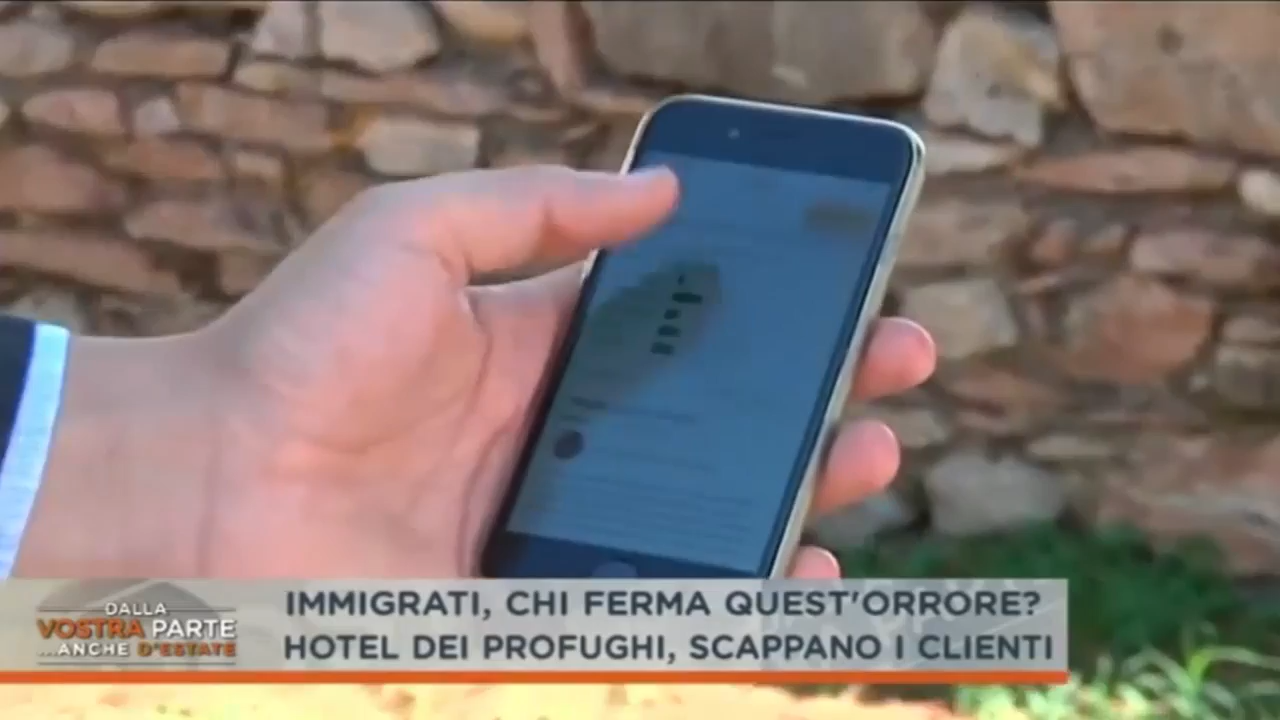 DALLA
VOSTRA PARTE
...ANCHE D'ESTATE
IMMIGRATI, CHI FERMA QUEST'ORRORE?
HOTEL DEI PROFUGHI, SCAPPANO I CLIENTI